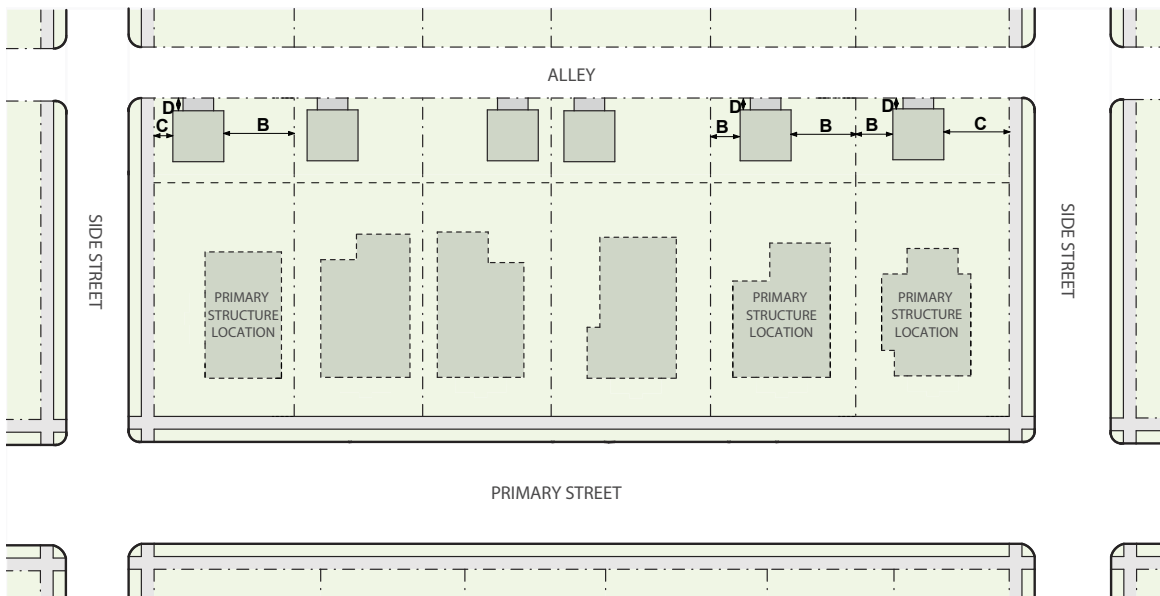 ALLEY
D
D
D
C
B
B
B
B
C
SIDE STREET
SIDE STREET
PRIMARY
STRUCTURE
LOCATION
PRIMARY
STRUCTURE
LOCATION
PRIMARY
STRUCTURE
LOCATION
PRIMARY STREET